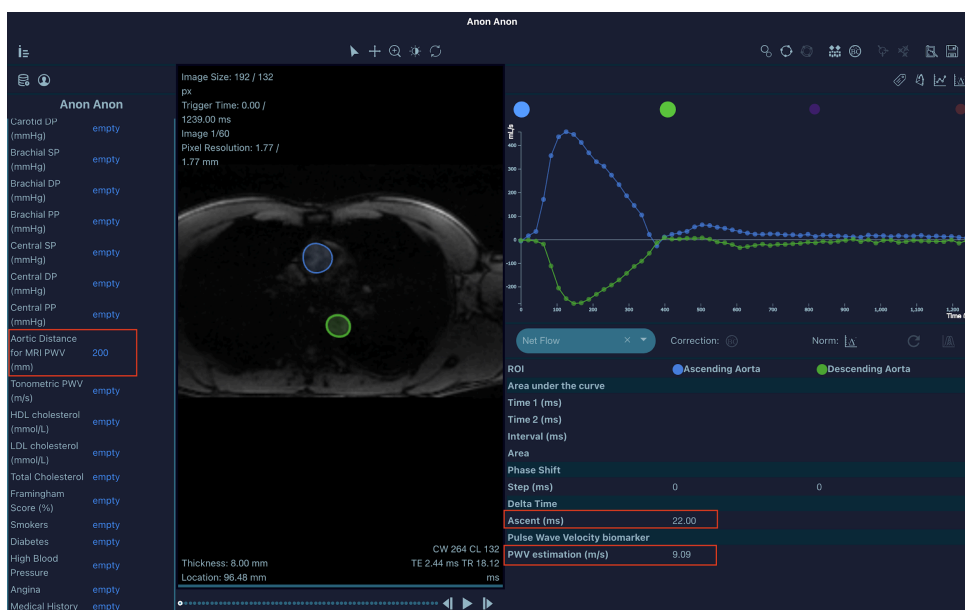 Anon Anon
Anon Anon
Carotid DP
(mmHg)
empty
Brachial SP
(mmHg)
empty
Brachial DP
(mmHg)
empty
Brachial PP
(mmHg)
empty
Central SP
(mmHg)
empty
Central DP
(mmHg)
empty
Central PP
(mmHg)
empty
Aortic Distance
for MRI PWV
(mm)
200
Tonometric PWV
(m/s)
empty
HDL cholesterol
(mmol/L)
empty
LDL cholesterol
(mmol/L)
empty
Total Cholesterol empty
Framingham
Score (%)
empty
Smokers empty
Diabetes empty
High Blood
Pressure
empty
Angina empty
Medical History empty
Image Size: 192 / 132
px
Trigger Time: 0.00 /
1239.00 ms
Image 1/60
Pixel Resolution: 1.77 /
1.77 mm
CW 264 CL 132
Thickness: 8.00 mm TE 2.44 ms TR 18.12
Location: 96.48 mm ms
mL/s
400
300
200
100
0
-100
-200
0 100 200 300 400 500 600 700 800 900 1,000 1,100 1,200
Time
Net Flow × Correction: Norm:
ROI Ascending Aorta Descending Aorta
Area under the curve
Time 1 (ms)
Time 2 (ms)
Interval (ms)
Area
Phase Shift
Step (ms) 0 0
Delta Time
Ascent (ms) 22.00
Pulse Wave Velocity biomarker
PWV estimation (m/s) 9.09